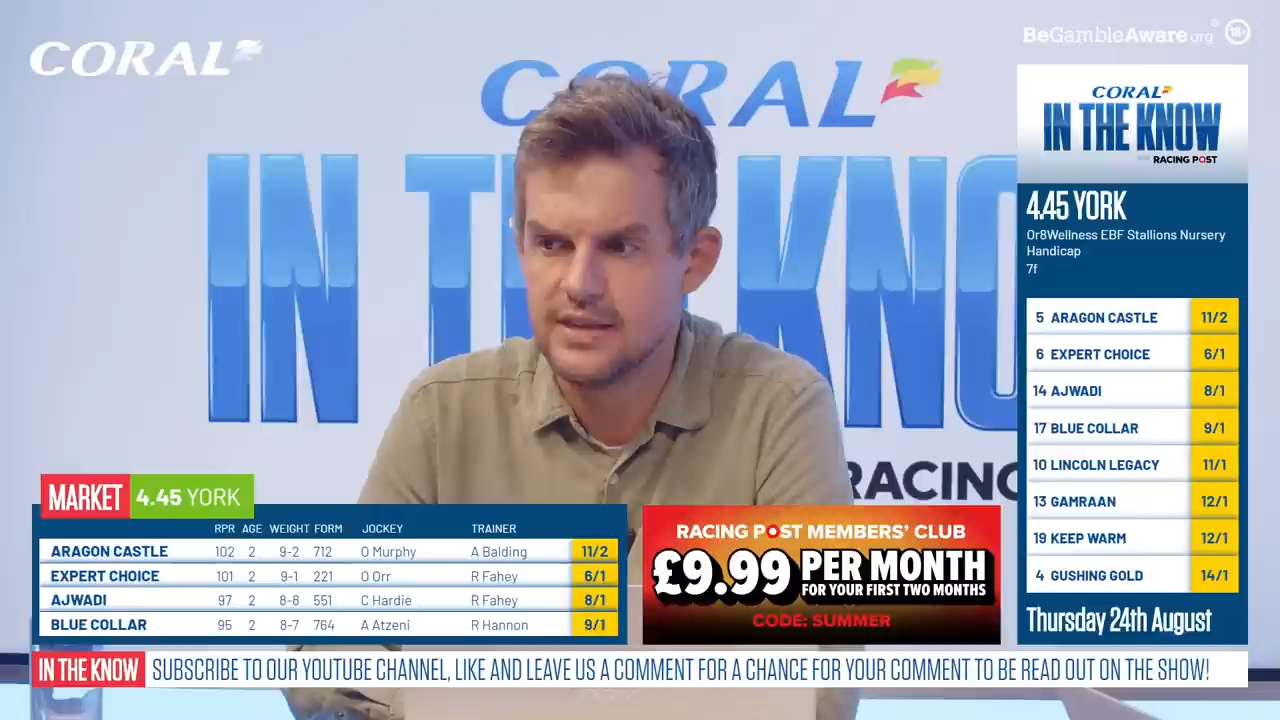 CORAL
BeGambleAware.org 18+
CORAL
IN THE KNOW
RACING
CORAL
IN THE KNOW
RACING POST
4.45 YORK
Or8Wellness EBF Stallions Nursery
Handicap
7f
5 ARAGON CASTLE 11/2
6 EXPERT CHOICE 6/1
14 AJWADI 8/1
17 BLUE COLLAR 9/1
10 LINCOLN LEGACY 11/1
13 GAMRAAN 12/1
19 KEEP WARM 12/1
4 GUSHING GOLD 14/1
Thursday 24th August
MARKET 4.45 YORK
RPR AGE WEIGHT FORM JOCKEY TRAINER
ARAGON CASTLE 102 2 9-2 712 O Murphy A Balding 11/2
EXPERT CHOICE 101 2 9-1 221 O Orr R Fahey 6/1
AJWADI 97 2 8-8 551 C Hardie R Fahey 8/1
BLUE COLLAR 95 2 8-7 764 A Atzeni R Hannon 9/1
RACING POST MEMBERS' CLUB
£9.99 PER MONTH
FOR YOUR FIRST TWO MONTHS
CODE: SUMMER
IN THE KNOW SUBSCRIBE TO OUR YOUTUBE CHANNEL, LIKE AND LEAVE US A COMMENT FOR A CHANCE FOR YOUR COMMENT TO BE READ OUT ON THE SHOW!